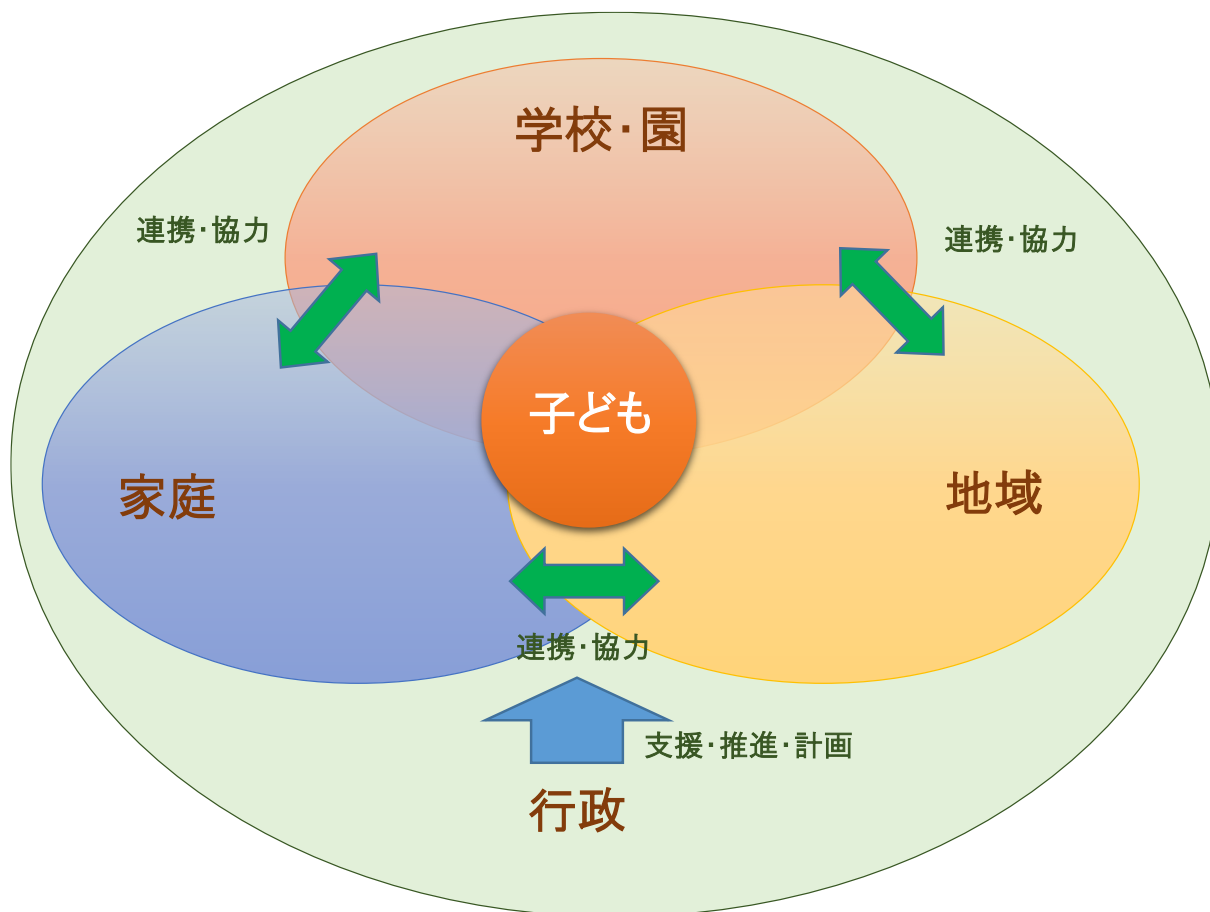 学校・園
連携・協力
連携・協力
子ども
家庭
地域
連携・協力
支援・推進・計画
行政